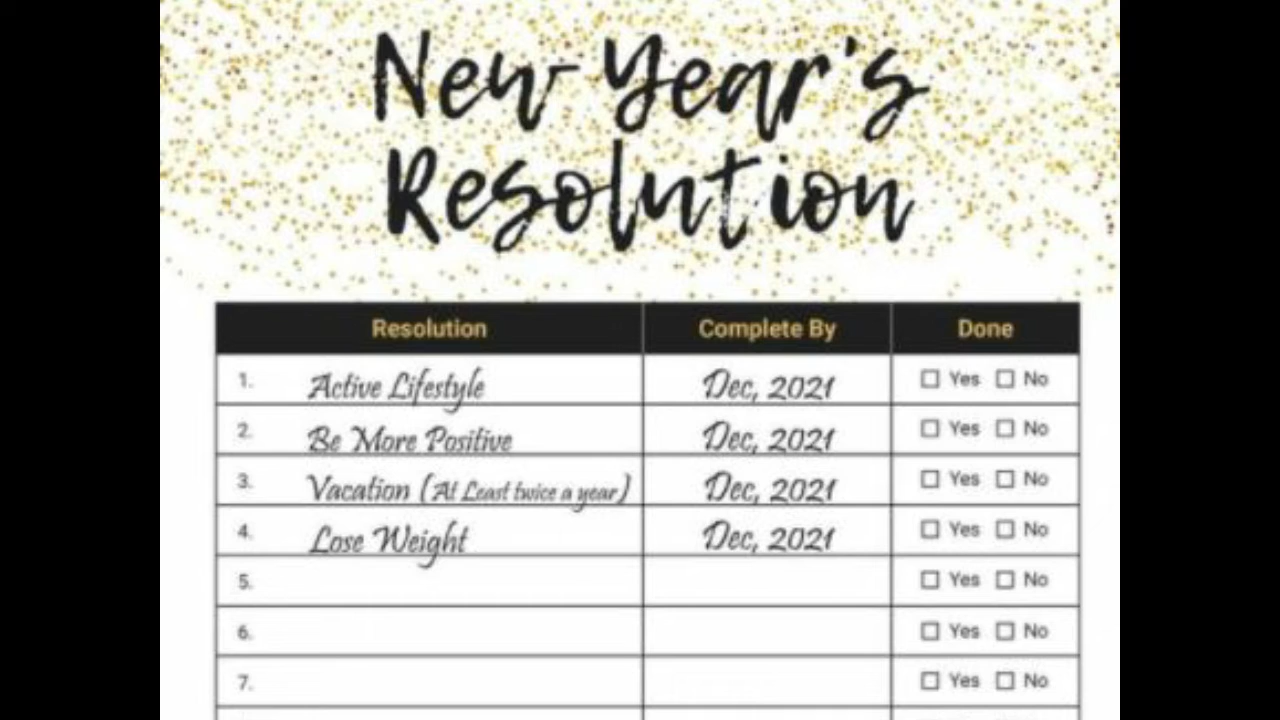 New Year's
Resolution
Resolution Complete By Done
1. Active Lifestyle Dec, 2021 Yes No
2. Be More Positive Dec, 2021 Yes No
3. Vacation (At Least twice a year) Dec, 2021 Yes No
4. Lose Weight Dec, 2021 Yes No
5. Yes No
6. Yes No
7. Yes No